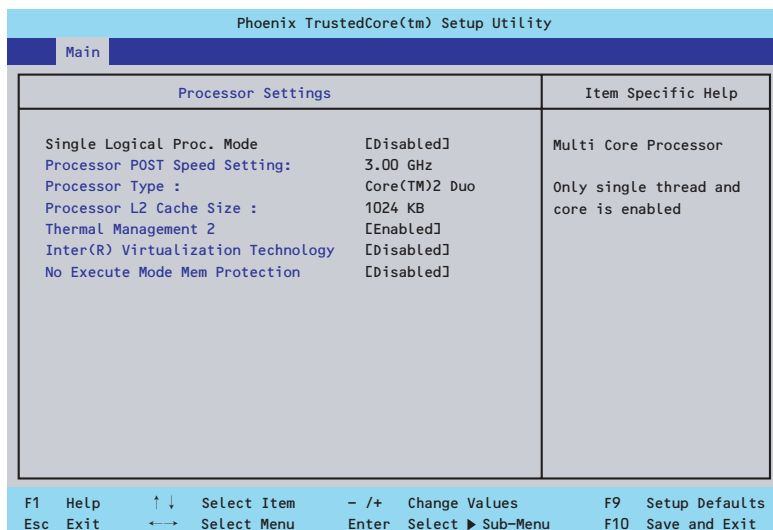 Phoenix TrustedCore(tm) Setup Utility
Main
Processor Settings
Item Specific Help
Single Logical Proc. Mode [Disabled]
Processor POST Speed Setting: 3.00 GHz
Processor Type : Core(TM)2 Duo
Processor L2 Cache Size : 1024 KB
Thermal Management 2 [Enabled]
Inter(R) Virtualization Technology [Disabled]
No Execute Mode Mem Protection [Disabled]
Multi Core Processor
Only single thread and
core is enabled
F1 Help ↑↓ Select Item - /+ Change Values F9 Setup Defaults
Esc Exit ←→ Select Menu Enter Select ▶ Sub-Menu F10 Save and Exit